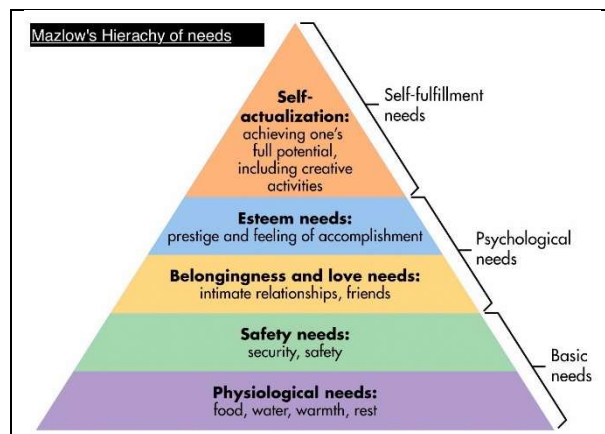 Mazlow's Hierachy of needs
Self-
actualization:
achieving one's
full potential,
including creative
activities
Self-fulfillment
needs
Esteem needs:
prestige and feeling of accomplishment
Belongingness and love needs:
intimate relationships, friends
Psychological
needs
Safety needs:
security, safety
Physiological needs:
food, water, warmth, rest
Basic
needs